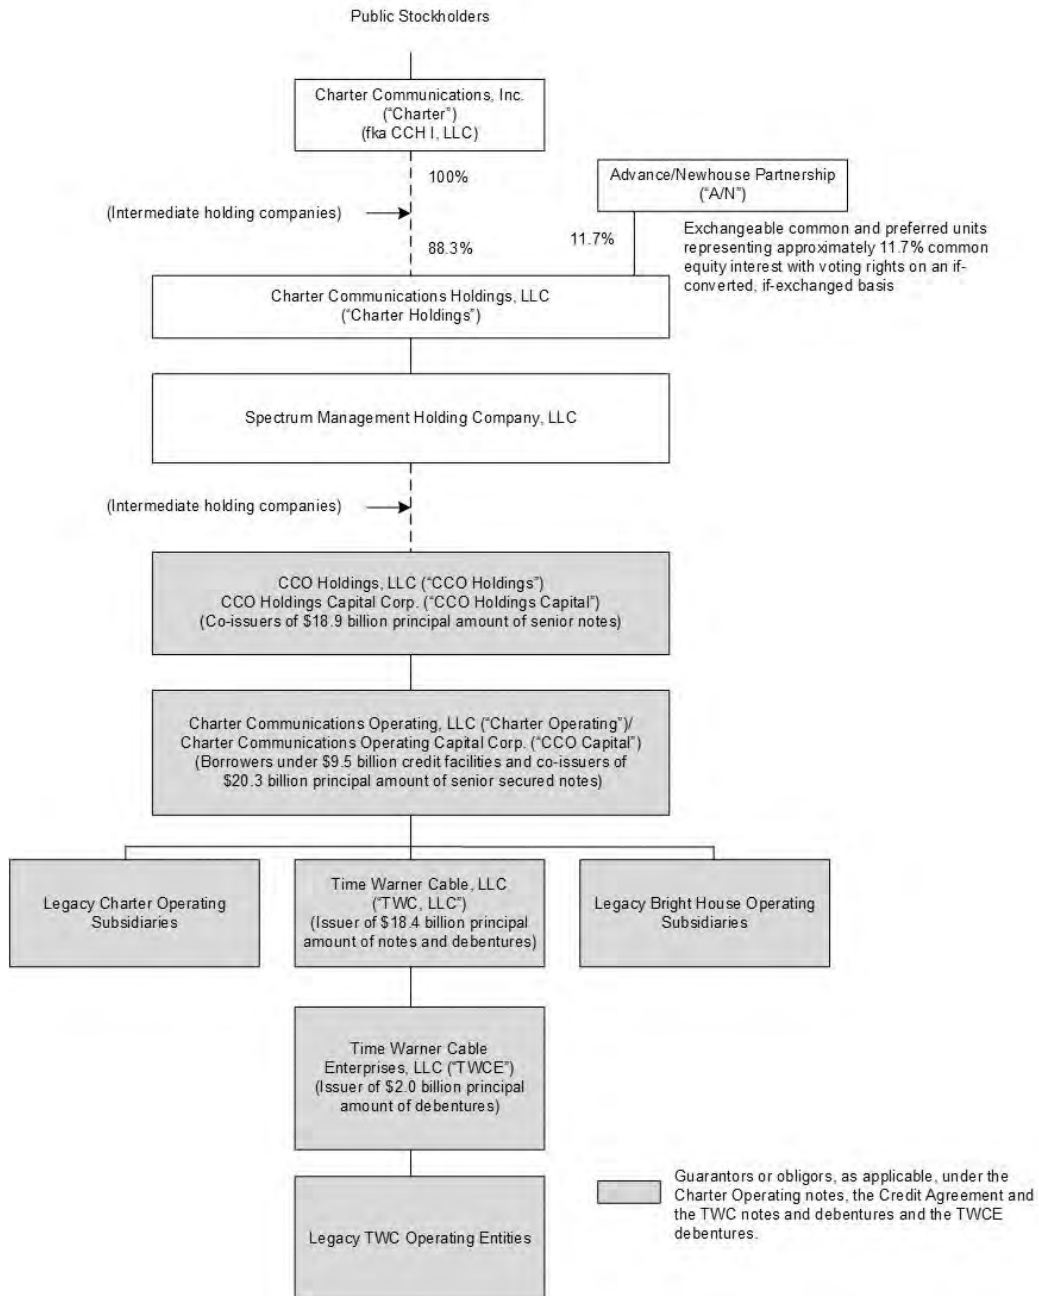 Public Stockholders
Charter Communications, Inc.
("Charter")
(fka CCH I, LLC)
100%
Advance/Newhouse Partnership
("A/N")
(Intermediate holding companies)
88.3%
11.7%
Exchangeable common and preferred units
representing approximately 11.7% common
equity interest with voting rights on an if-
converted, if-exchanged basis
Charter Communications Holdings, LLC
("Charter Holdings")
Spectrum Management Holding Company, LLC
(Intermediate holding companies)
CCO Holdings, LLC ("CCO Holdings")
CCO Holdings Capital Corp. ("CCO Holdings Capital")
(Co-issuers of $18.9 billion principal amount of senior notes)
Charter Communications Operating, LLC ("Charter Operating")/
Charter Communications Operating Capital Corp. ("CCO Capital")
(Borrowers under $9.5 billion credit facilities and co-issuers of
$20.3 billion principal amount of senior secured notes)
Legacy Charter Operating
Subsidiaries
Time Warner Cable, LLC
("TWC, LLC")
(Issuer of $18.4 billion principal
amount of notes and debentures)
Legacy Bright House Operating
Subsidiaries
Time Warner Cable
Enterprises, LLC ("TWCE")
(Issuer of $2.0 billion principal
amount of debentures)
Guarantors or obligors, as applicable, under the
Charter Operating notes, the Credit Agreement and
the TWC notes and debentures and the TWCE
debentures.
Legacy TWC Operating Entities